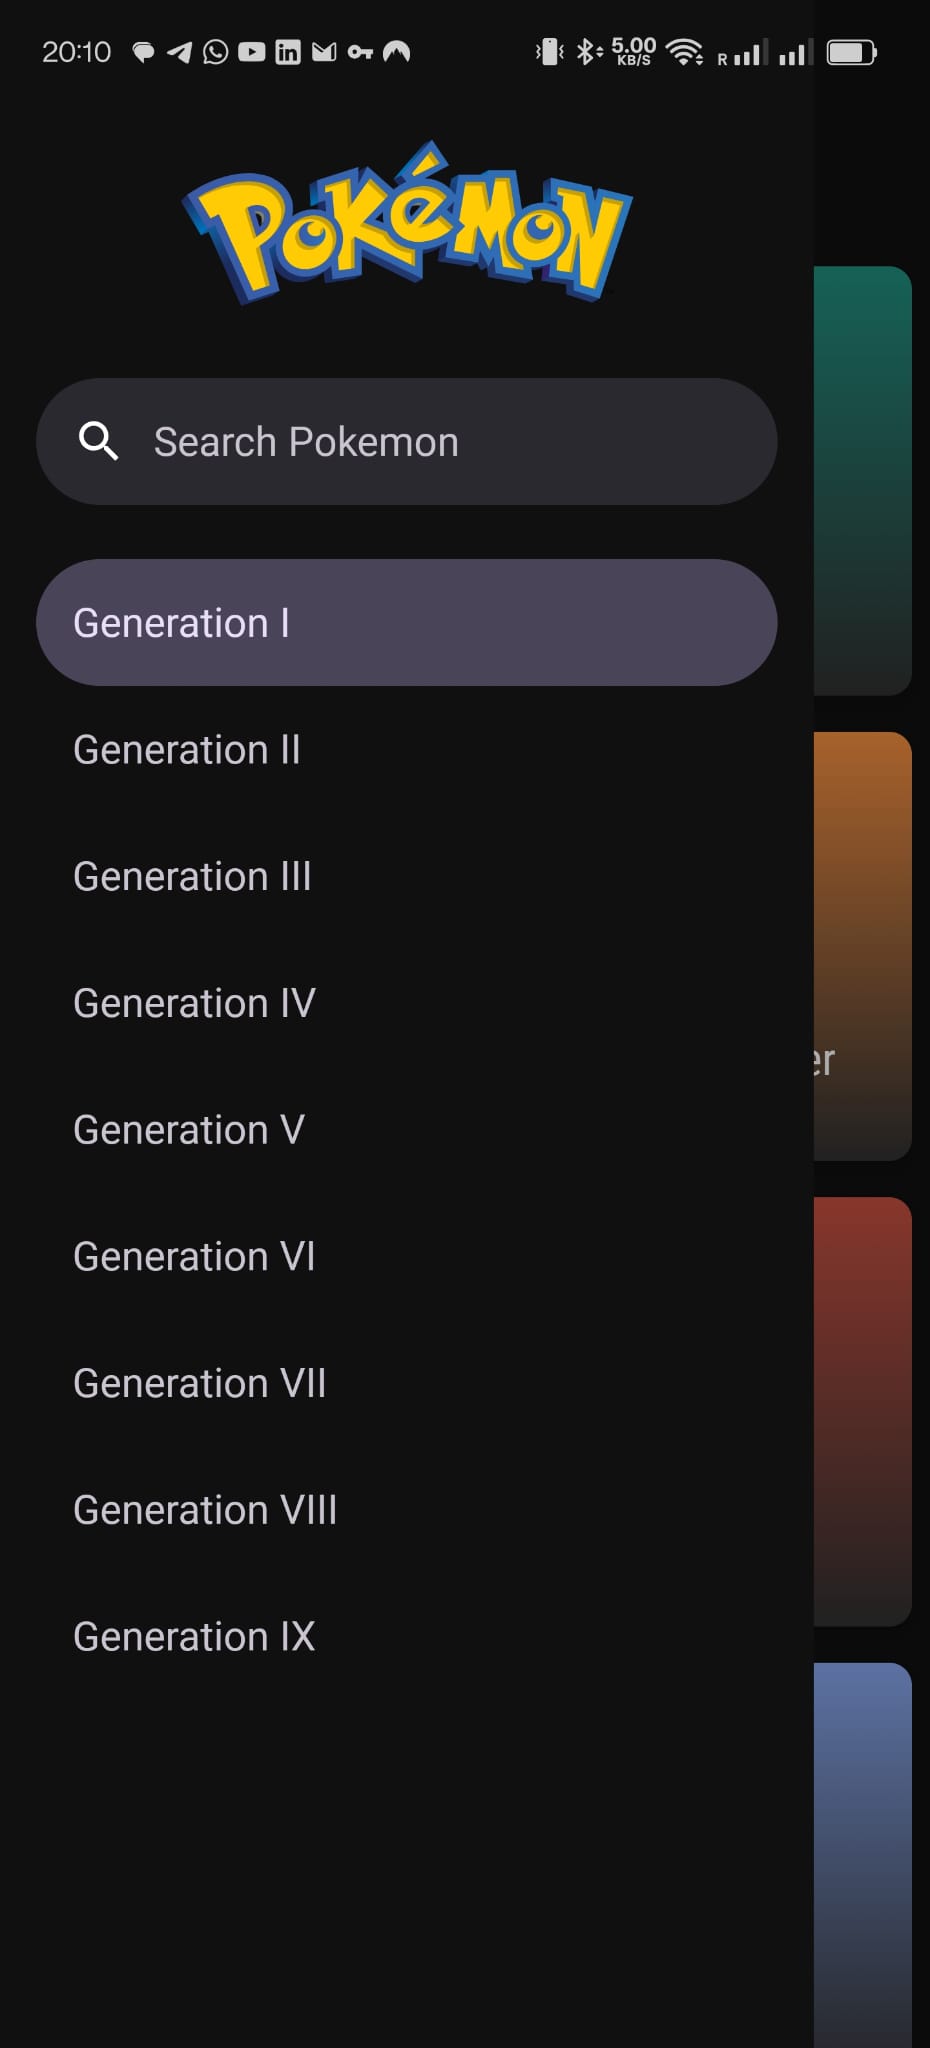 20:10 5.00 KB/S R
Pokémon
Search Pokemon
Generation I
Generation II
Generation III
Generation IV
er
Generation V
Generation VI
Generation VII
Generation VIII
Generation IX